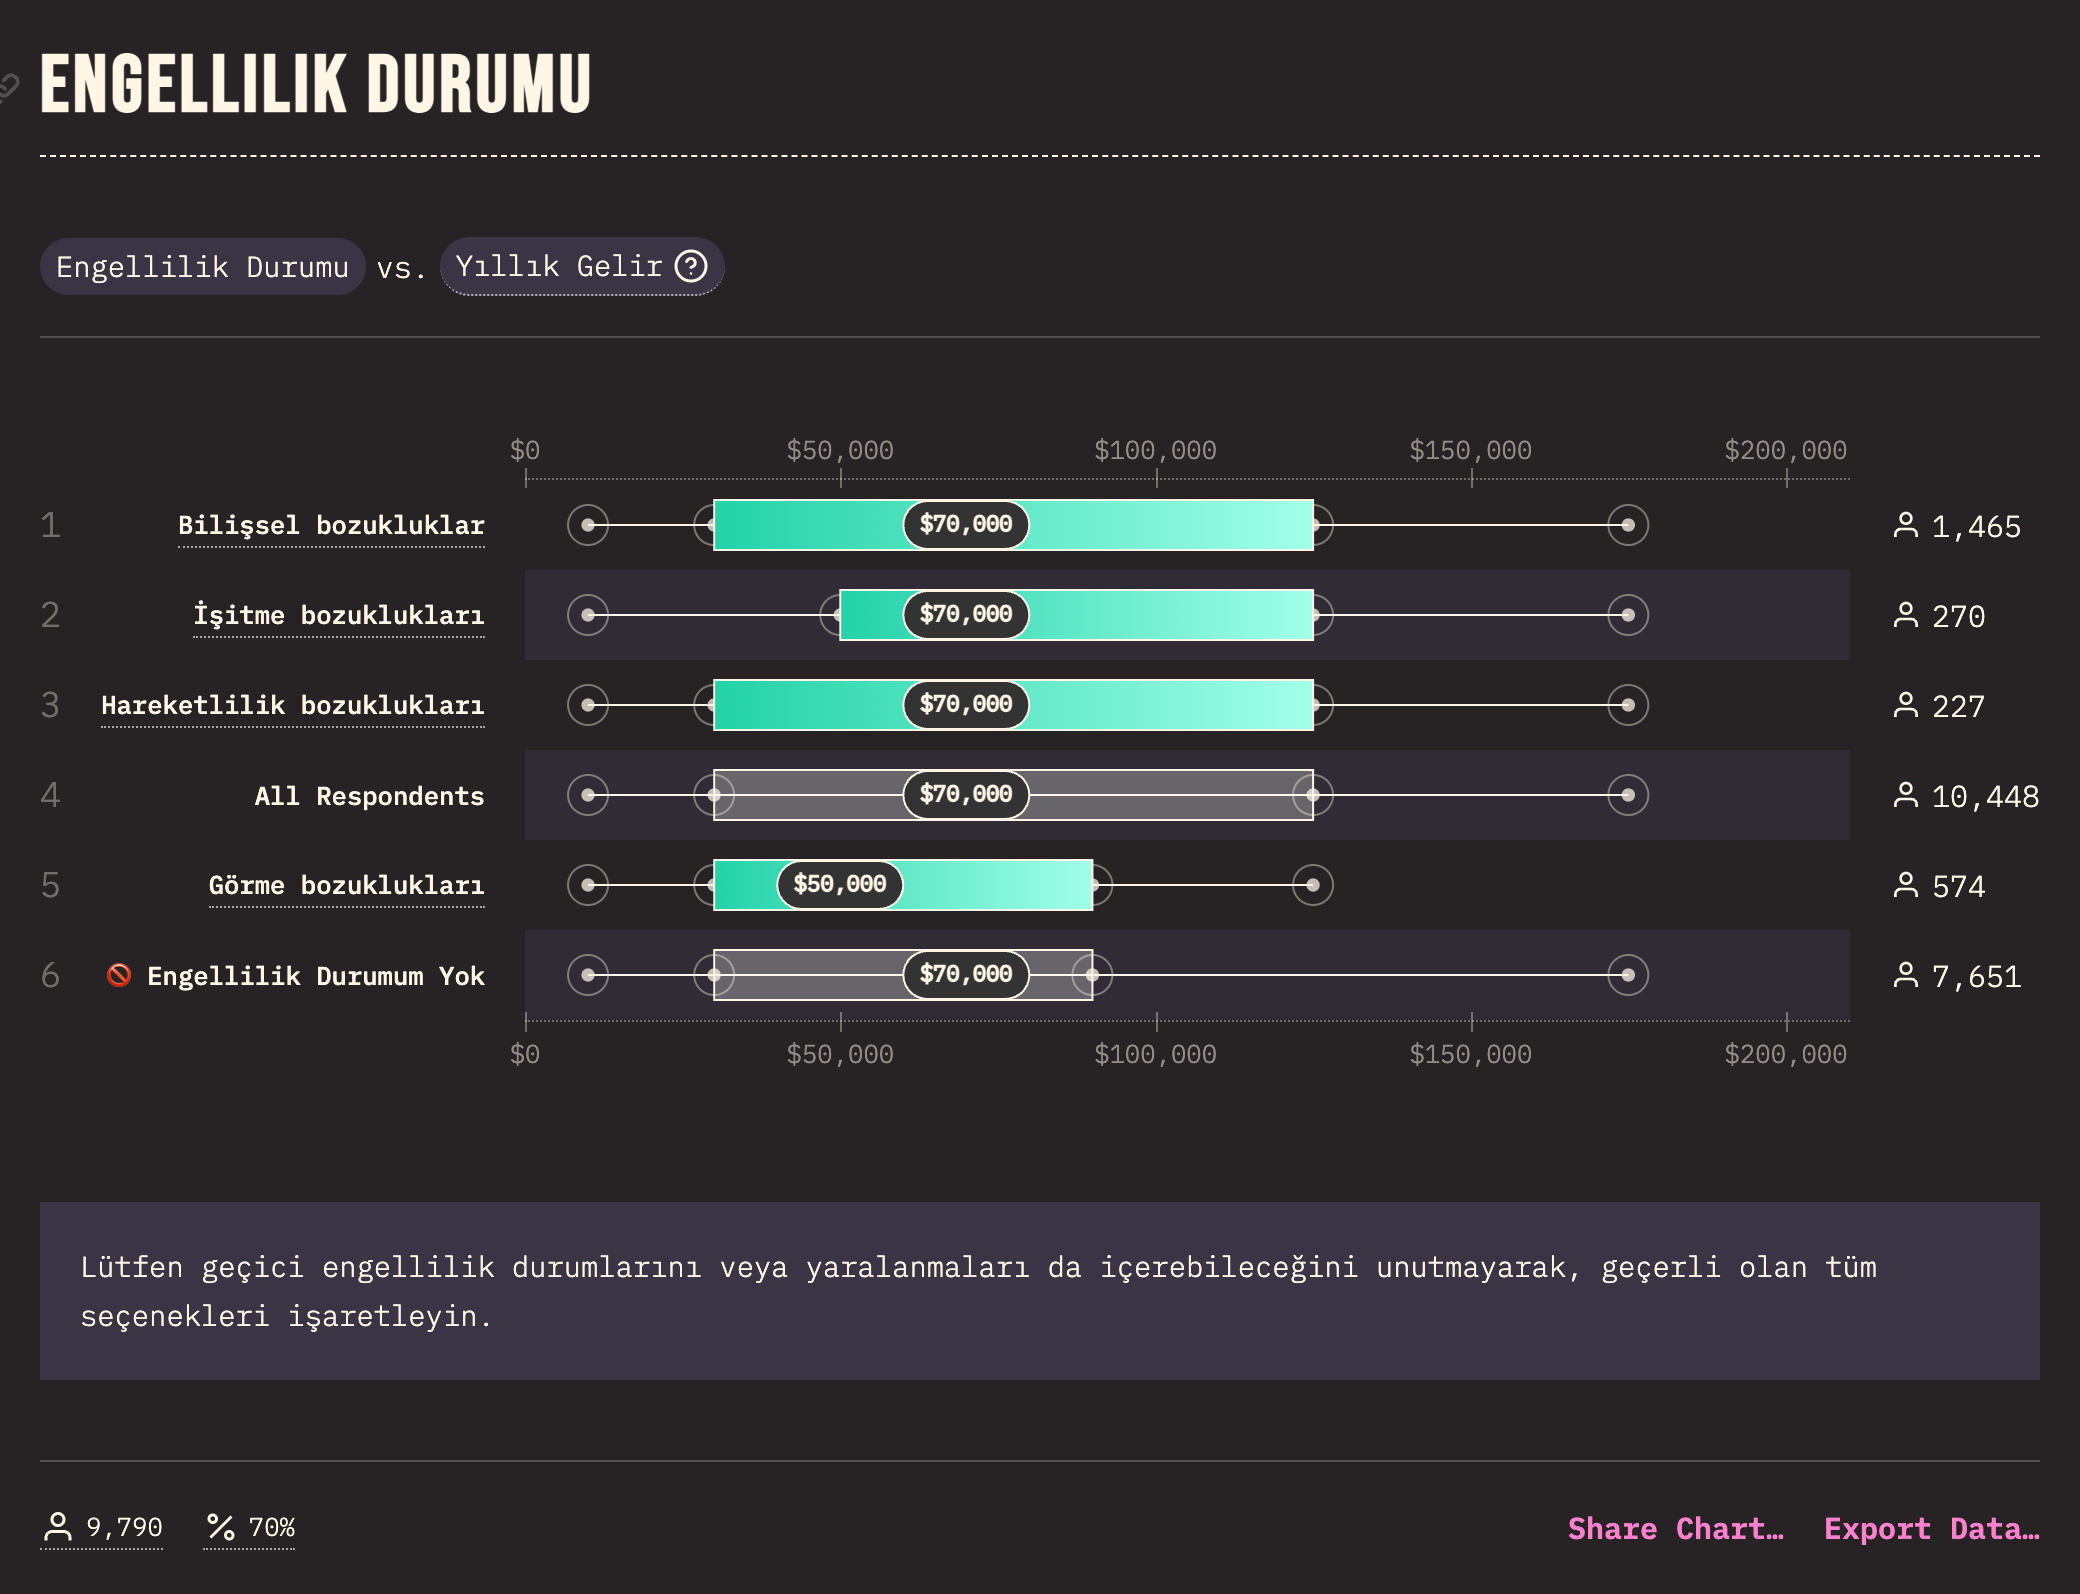 ENGELLILIK DURUMU
Engellilik Durumu vs. Yıllık Gelir ?
$0 $50,000 $100,000 $150,000 $200,000
1 Bilişsel bozukluklar $70,000 1,465
2 İşitme bozuklukları $70,000 270
3 Hareketlilik bozuklukları $70,000 227
4 All Respondents $70,000 10,448
5 Görme bozuklukları $50,000 574
6 Engellilik Durumum Yok $70,000 7,651
$0 $50,000 $100,000 $150,000 $200,000
Lütfen geçici engellilik durumlarını veya yaralanmaları da içerebileceğini unutmayarak, geçerli olan tüm
seçenekleri işaretleyin.
9,790 % 70% Share Chart… Export Data…